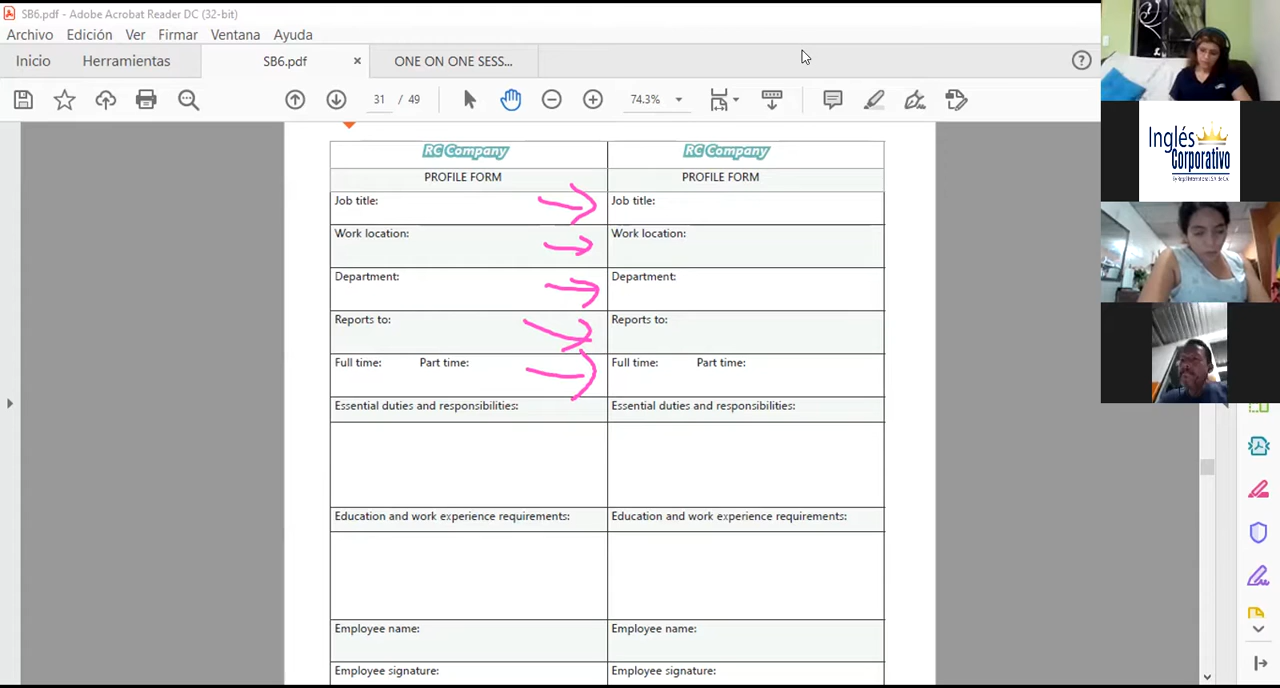 SB6.pdf - Adobe Acrobat Reader DC (32-bit)
Archivo Edición Ver Firmar Ventana Ayuda
Inicio Herramientas SB6.pdf × ONE ON ONE SESS...
31 / 49 74.3%
RC Company RC Company
PROFILE FORM PROFILE FORM
Job title: Job title:
Work location: Work location:
Department: Department:
Reports to: Reports to:
Full time: Part time: Full time: Part time:
Essential duties and responsibilities: Essential duties and responsibilities:
Education and work experience requirements: Education and work experience requirements:
Employee name: Employee name:
Employee signature: Employee signature:
Inglés
Corporativo